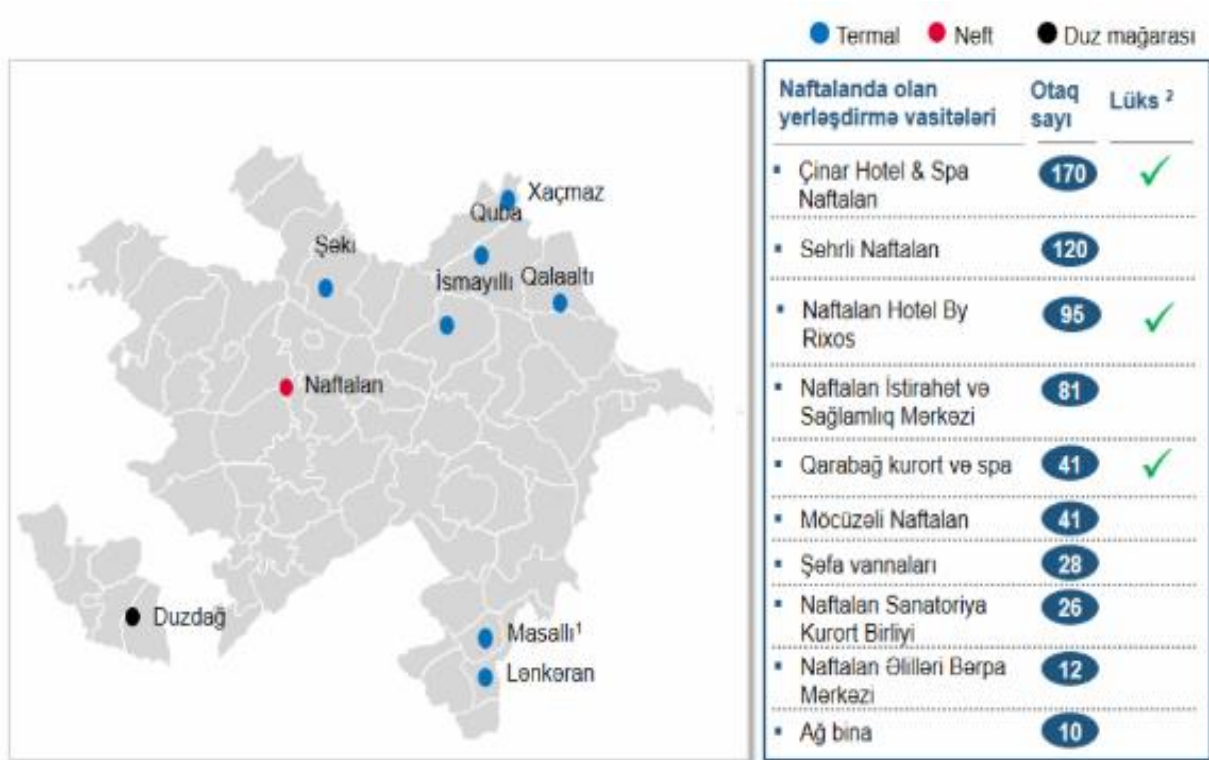 Termal Neft Duz mağarası
Xaçmaz
Quba
Şəki
İsmayıllı Qalaaltı
Naftalan
Duzdağ
Masallı¹
Lənkəran
Naftalanda olan
yerləşdirmə vasitələri
Otaq
sayı
Lüks ²
▪ Çinar Hotel & Spa
Naftalan
170 ✓
▪ Sehrli Naftalan 120
▪ Naftalan Hotel By
Rixos
95 ✓
▪ Naftalan İstirahət və
Sağlamlıq Mərkəzi
81
▪ Qarabağ kurort və spa 41 ✓
▪ Möcüzəli Naftalan 41
▪ Şəfa vannaları 28
▪ Naftalan Sanatoriya
Kurort Birliyi
26
▪ Naftalan Əlilləri Bərpa
Mərkəzi
12
▪ Ağ bina 10